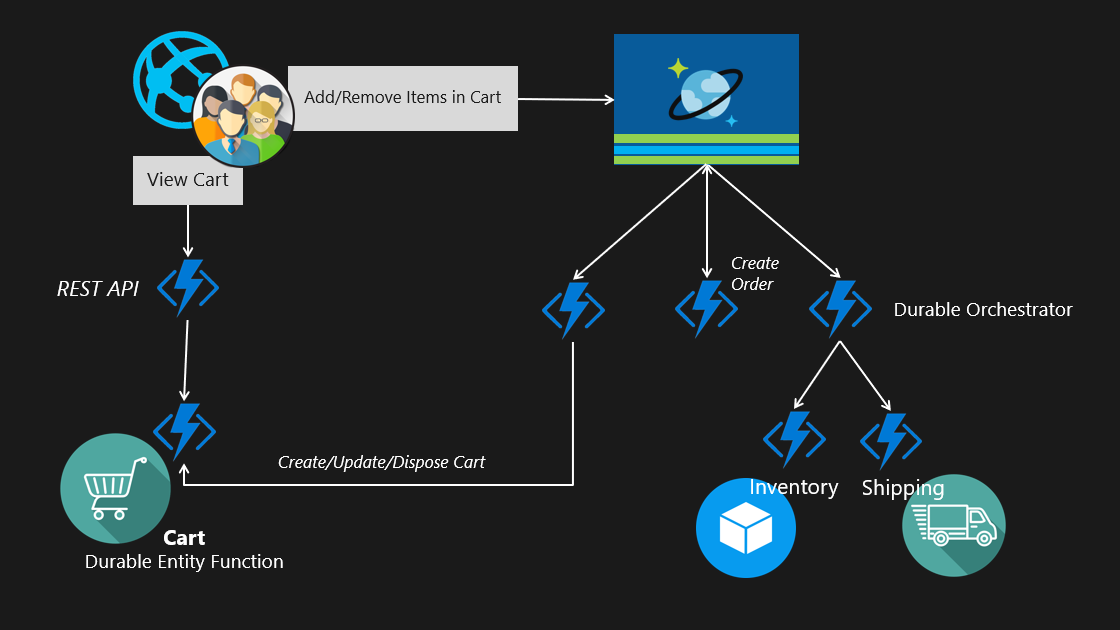 Add/Remove Items in Cart
View Cart
REST API
Create
Order
Durable Orchestrator
Create/Update/Dispose Cart
Inventory
Shipping
Cart
Durable Entity Function